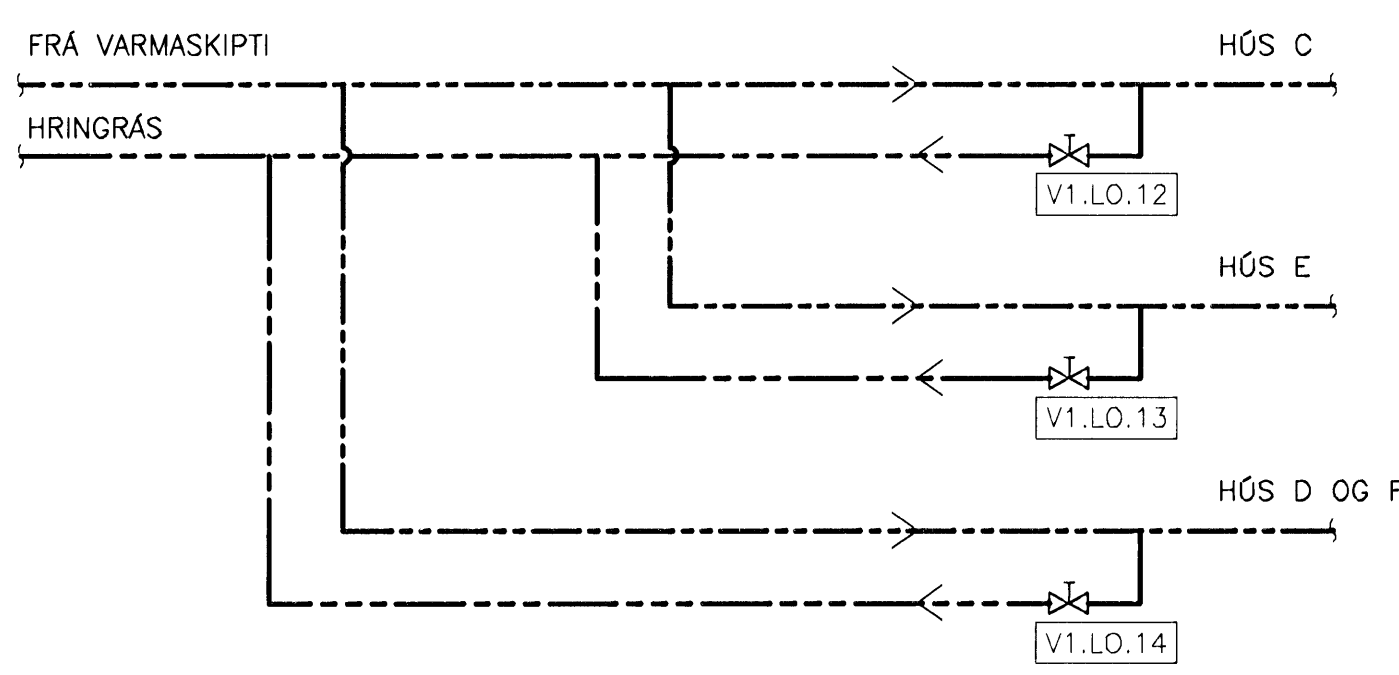 FRÁ VARMASKIPTI
HÚS C
HRINGRÁS
V1.LO.12
HÚS E
V1.LO.13
HÚS D OG F
V1.LO.14